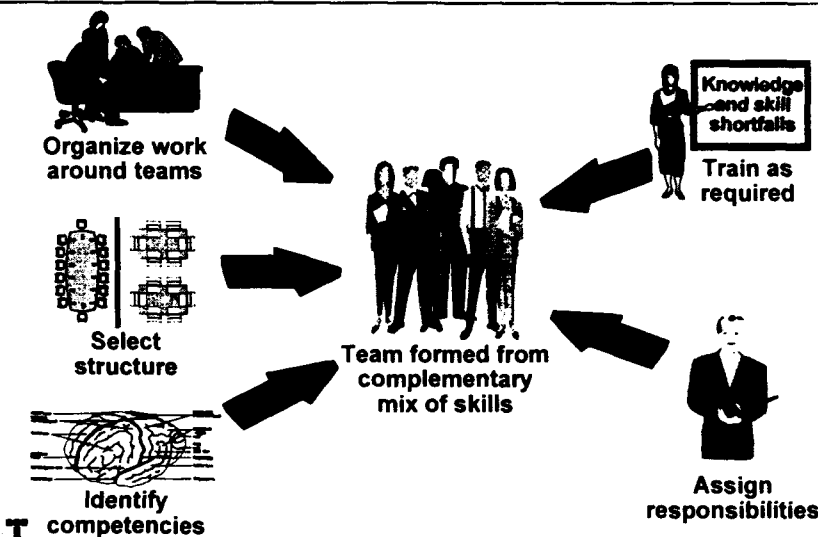 Organize work
around teams
Knowledge
and skill
shortfalls
Train as
required
Select
structure
Team formed from
complementary
mix of skills
Identify
competencies
Assign
responsibilities
T